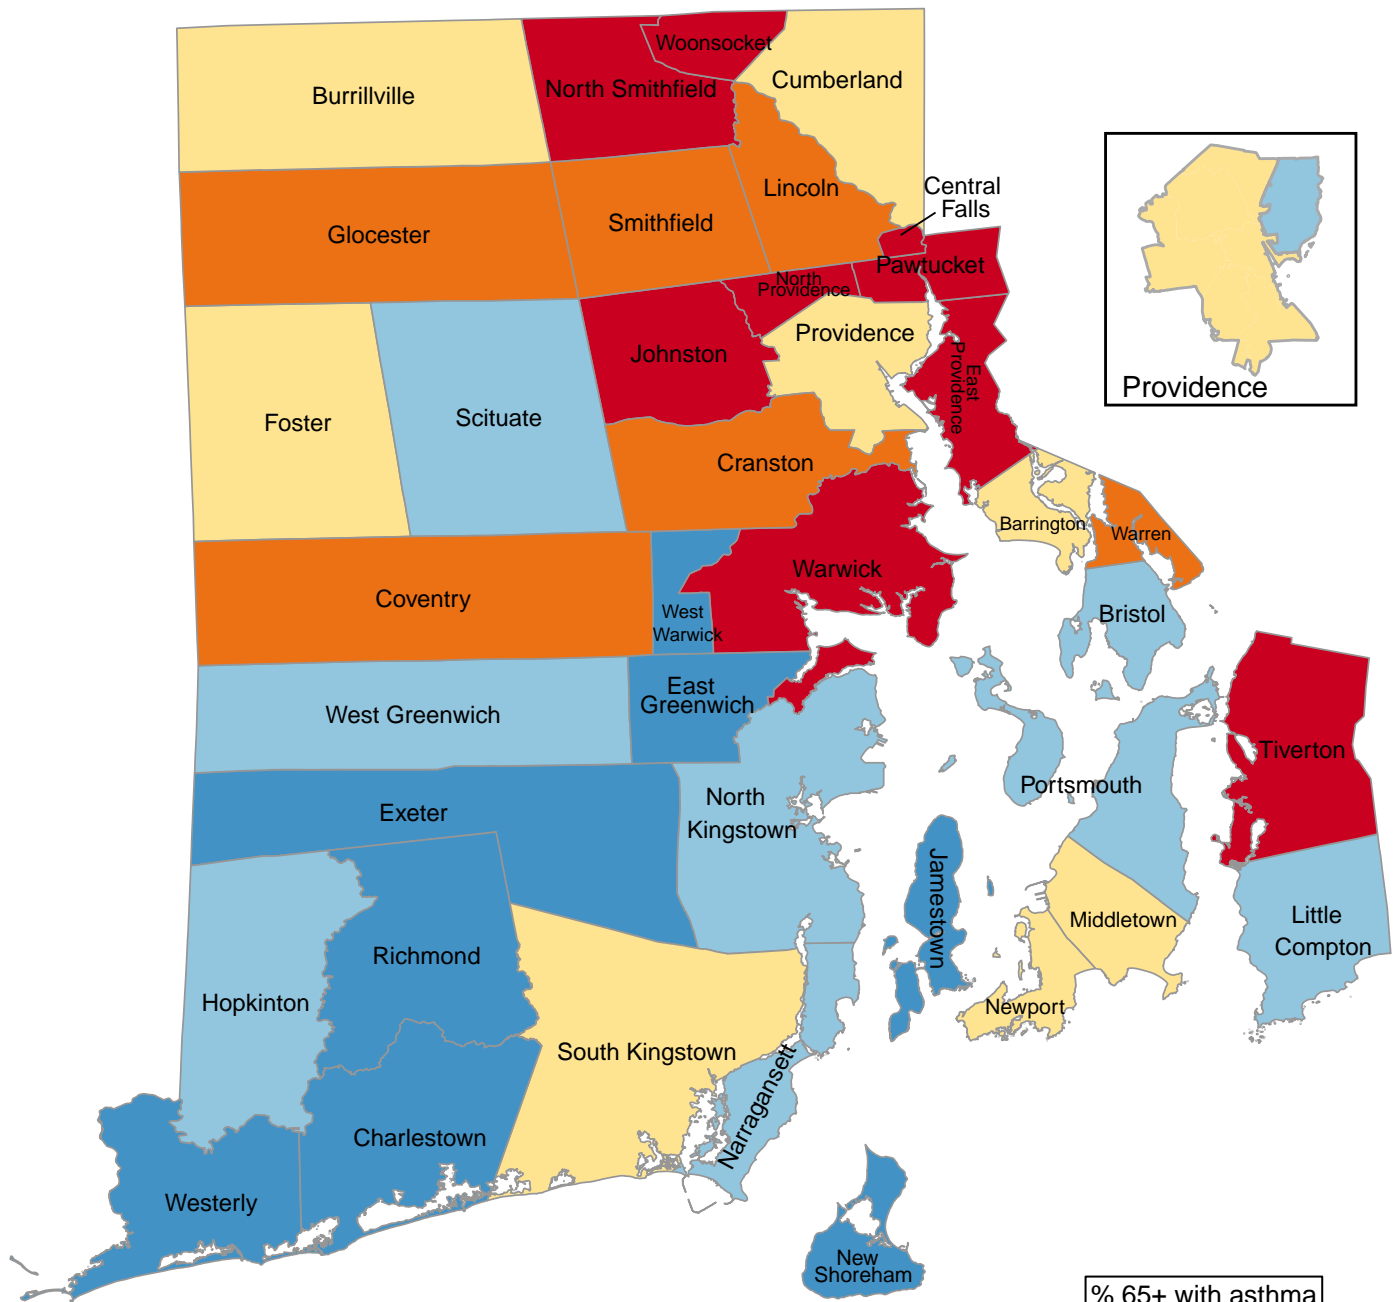 Woonsocket
Cumberland
North Smithfield
Burrillville
Central
Falls
Lincoln
Smithfield
Glocester
Pawtucket
North
Providence
Providence
Johnston
East
Providence
Providence
Scituate
Foster
Cranston
Barrington
Warren
Warwick
Coventry
West
Warwick
Bristol
East
Greenwich
West Greenwich
Tiverton
Portsmouth
North
Kingstown
Exeter
Jamestown
Middletown
Little
Compton
Richmond
Hopkinton
Newport
South Kingstown
Narragansett
Charlestown
Westerly
New
Shoreham
% 65+ with asthma